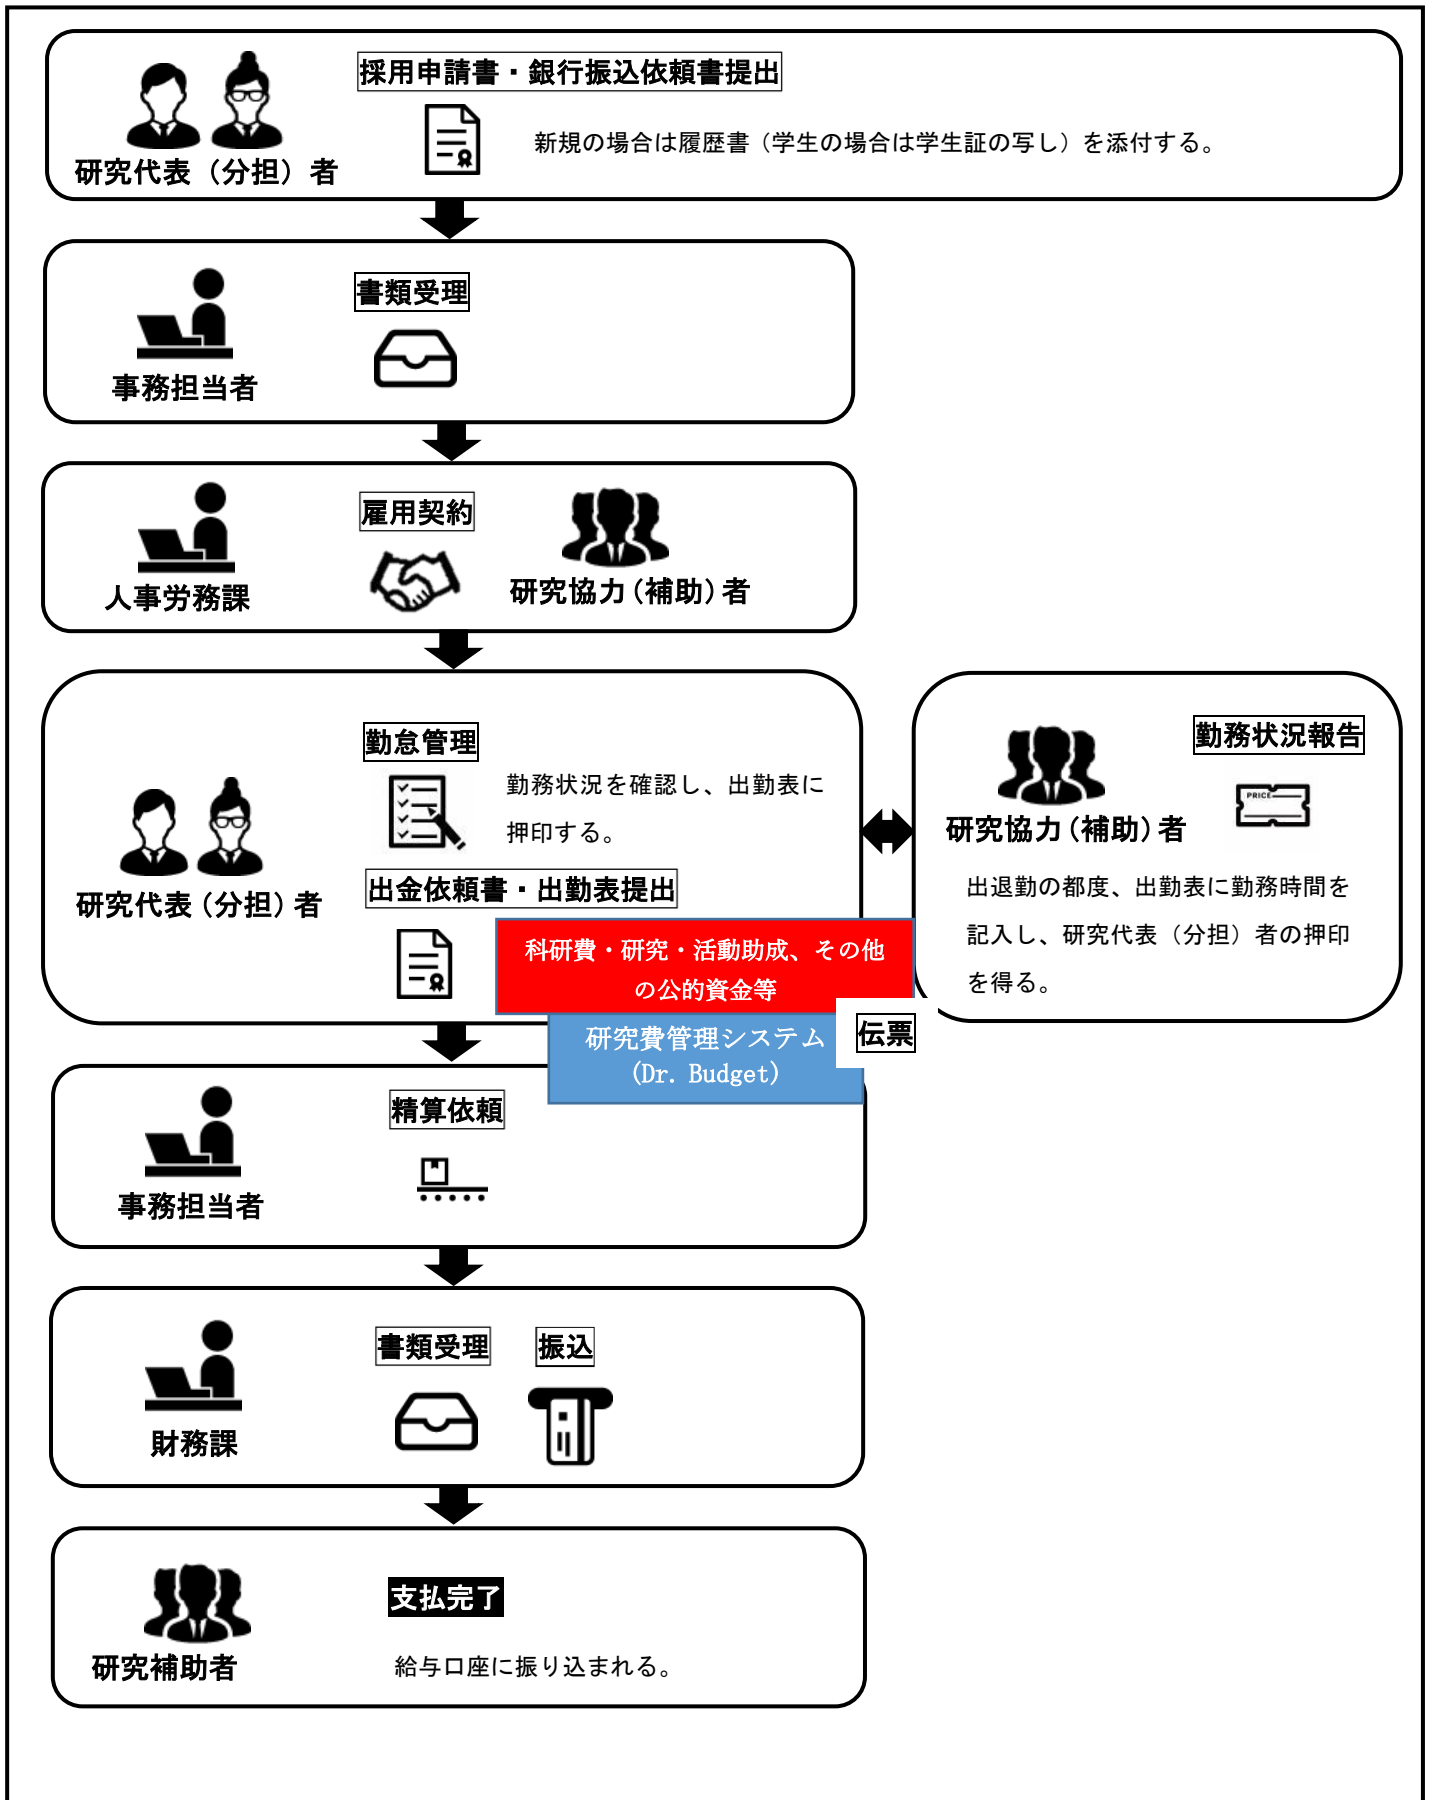 採用申請書・銀行振込依頼書提出
新規の場合は履歴書（学生の場合は学生証の写し）を添付する。
研究代表（分担）者
書類受理
事務担当者
雇用契約
人事労務課
研究協力（補助）者
勤怠管理
勤務状況を確認し、出勤表に
押印する。
研究代表（分担）者
出金依頼書・出勤表提出
科研費・研究・活動助成、その他
の公的資金等
研究費管理システム
(Dr. Budget)
伝票
勤務状況報告
PRICE
研究協力（補助）者
出退勤の都度、出勤表に勤務時間を
記入し、研究代表（分担）者の押印
を得る。
精算依頼
事務担当者
書類受理
振込
財務課
支払完了
研究補助者
給与口座に振り込まれる。